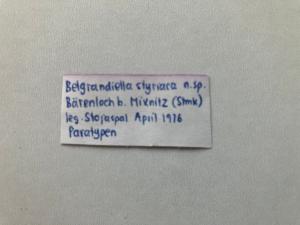 Belgrandiella styriaca n.sp.
Bärenloch b. Mixnitz (Stmk)
leg. Stojaspal April 1976
Paratypen